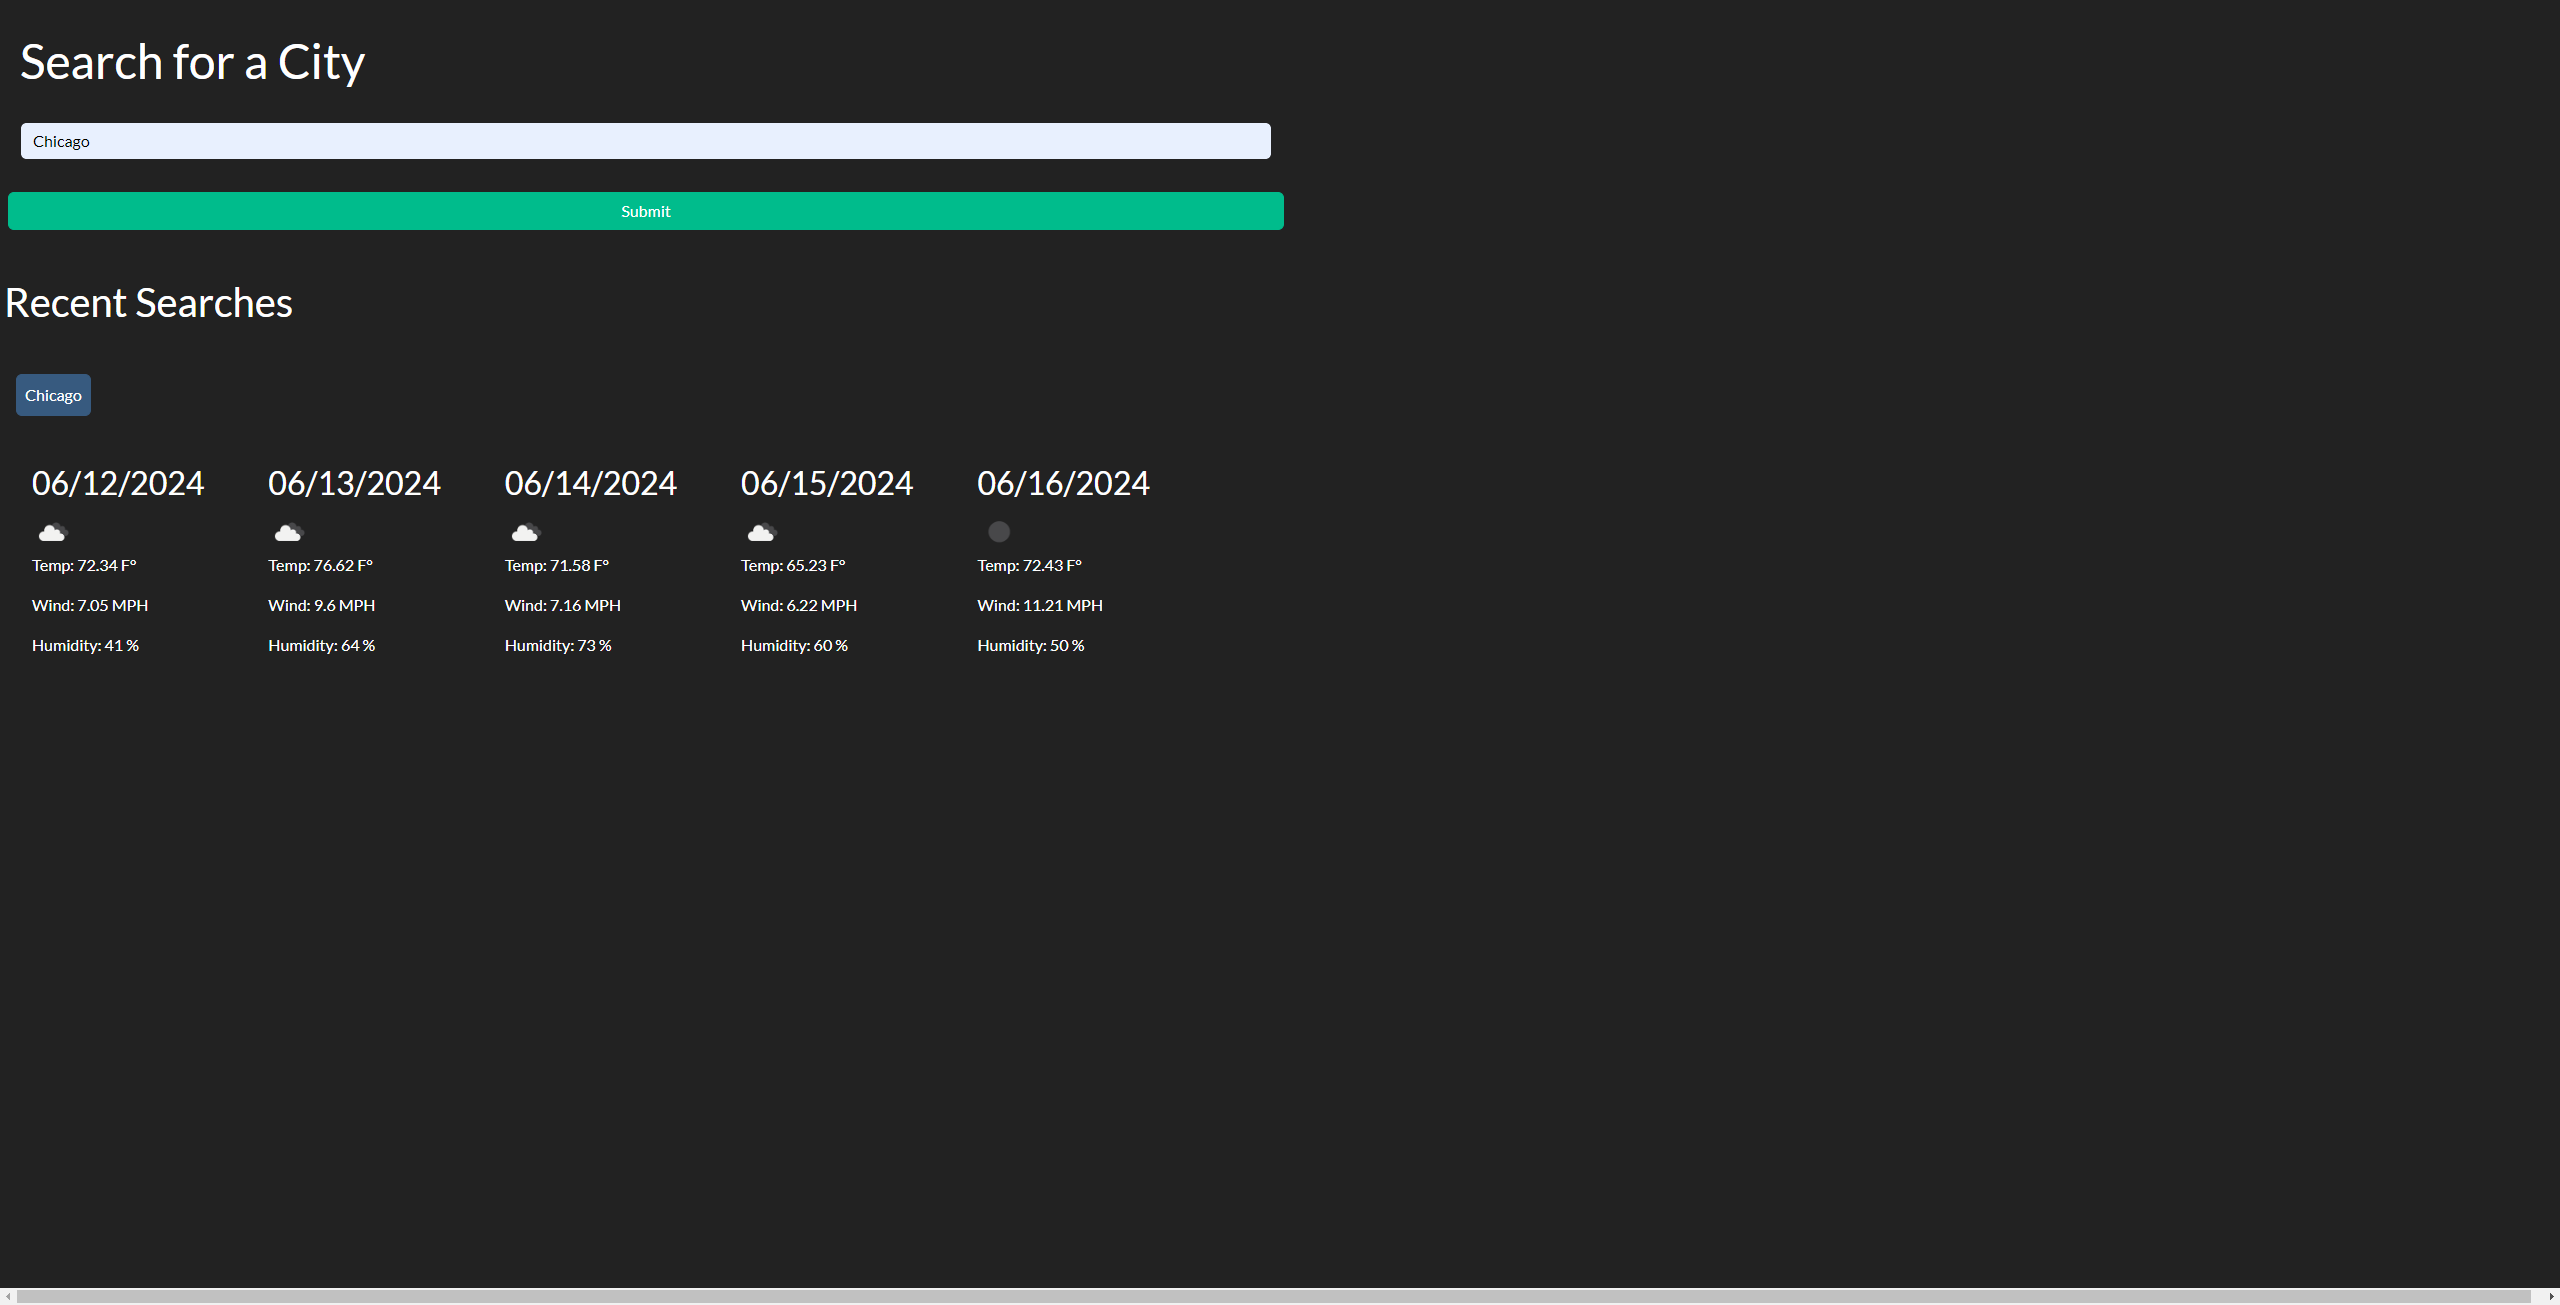 Search for a City
Chicago
Submit
Recent Searches
Chicago
06/12/2024 06/13/2024 06/14/2024 06/15/2024 06/16/2024
Temp: 72.34 F° Temp: 76.62 F° Temp: 71.58 F° Temp: 65.23 F° Temp: 72.43 F°
Wind: 7.05 MPH Wind: 9.6 MPH Wind: 7.16 MPH Wind: 6.22 MPH Wind: 11.21 MPH
Humidity: 41 % Humidity: 64 % Humidity: 73 % Humidity: 60 % Humidity: 50 %